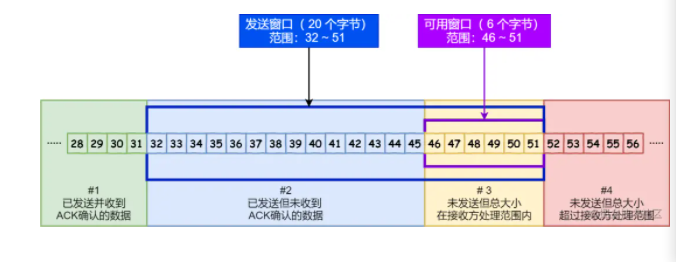 发送窗口（20 个字节）
范围：32 ~ 51
可用窗口（6 个字节）
范围：46 ~ 51
...... 28 29 30 31 32 33 34 35 36 37 38 39 40 41 42 43 44 45 46 47 48 49 50 51 52 53 54 55 56 ......
#1
已发送并收到
ACK确认的数据
#2
已发送但未收到
ACK确认的数据
# 3
未发送但总大小
在接收方处理范围内
#4
未发送但总大小
超过接收方处理范围